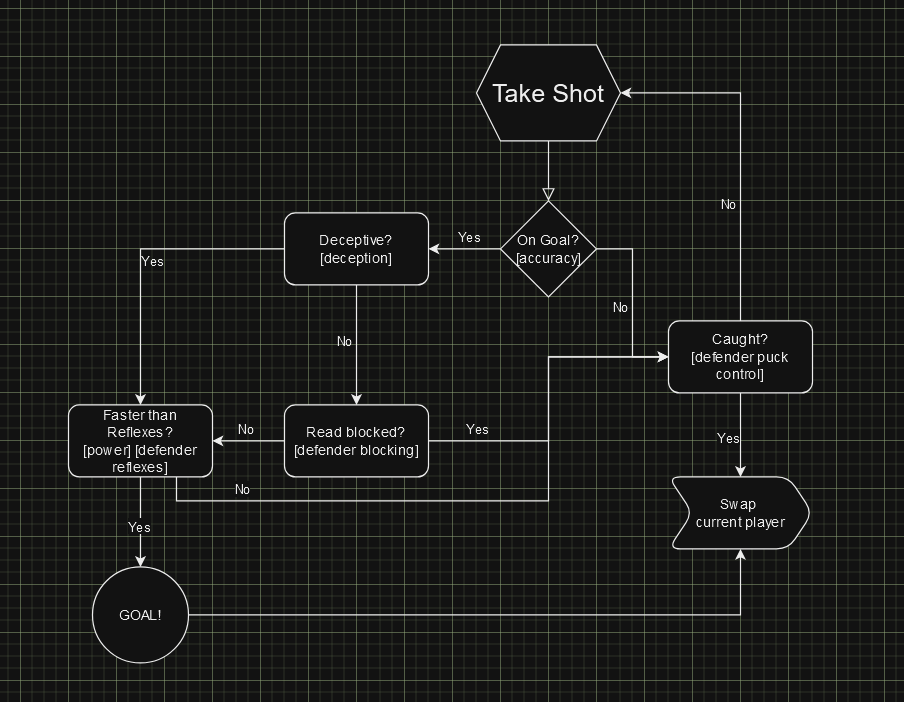 Take Shot
No
Deceptive?
[deception]
Yes
On Goal?
[accuracy]
Yes
No
No
Caught?
[defender puck
control]
Faster than
Reflexes?
[power] [defender
reflexes]
No
Read blocked?
[defender blocking]
Yes
Yes
No
Swap
current player
Yes
GOAL!